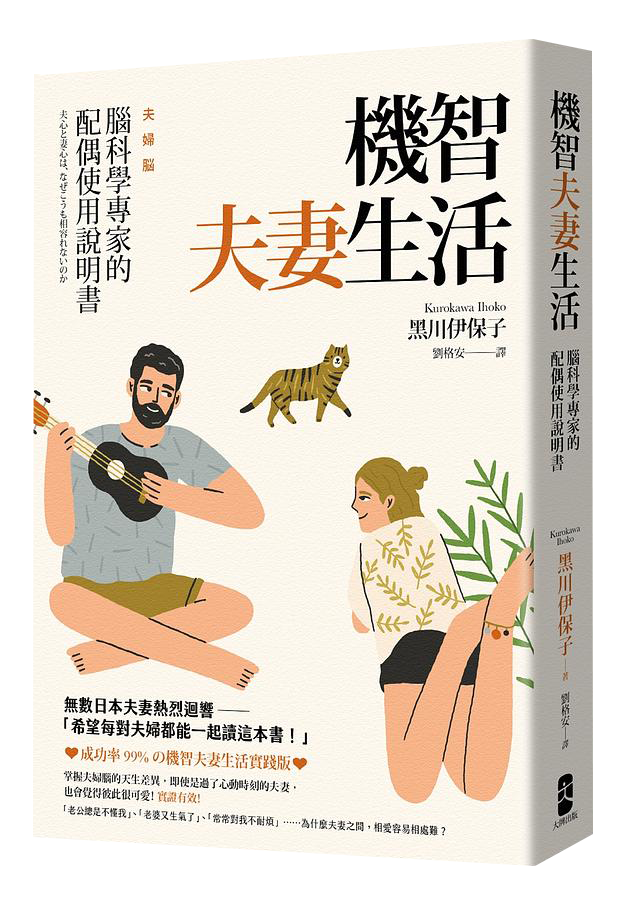 機智
夫妻生活
Kurokawa Ihoko
黑川伊保子
劉格安——譯
夫婦脳
腦科學專家的
配偶使用說明書
夫心と妻心は、なぜこうも相容れないのか
無數日本夫妻熱烈迴響——
「希望每對夫婦都能一起讀這本書！」
❤成功率 99% の機智夫妻生活實踐版❤
掌握夫婦腦的天生差異，即使是過了心動時刻的夫妻，
也會覺得彼此很可愛！實證有效！
「老公總是不懂我」、「老婆又生氣了」、「常常對我不耐煩」……為什麼夫妻之間，相愛容易相處難？
機智夫妻生活
腦科學專家的
配偶使用說明書
Kurokawa
Ihoko
黑川伊保子——著
劉格安——譯
大牌出版